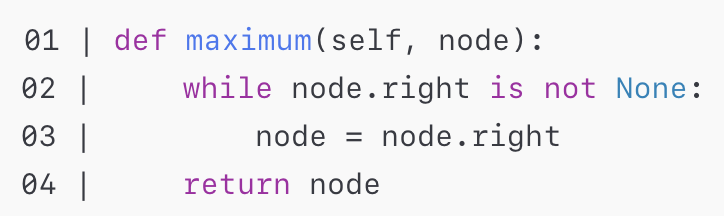 01 | def maximum(self, node):
02 |     while node.right is not None:
03 |         node = node.right
04 |     return node